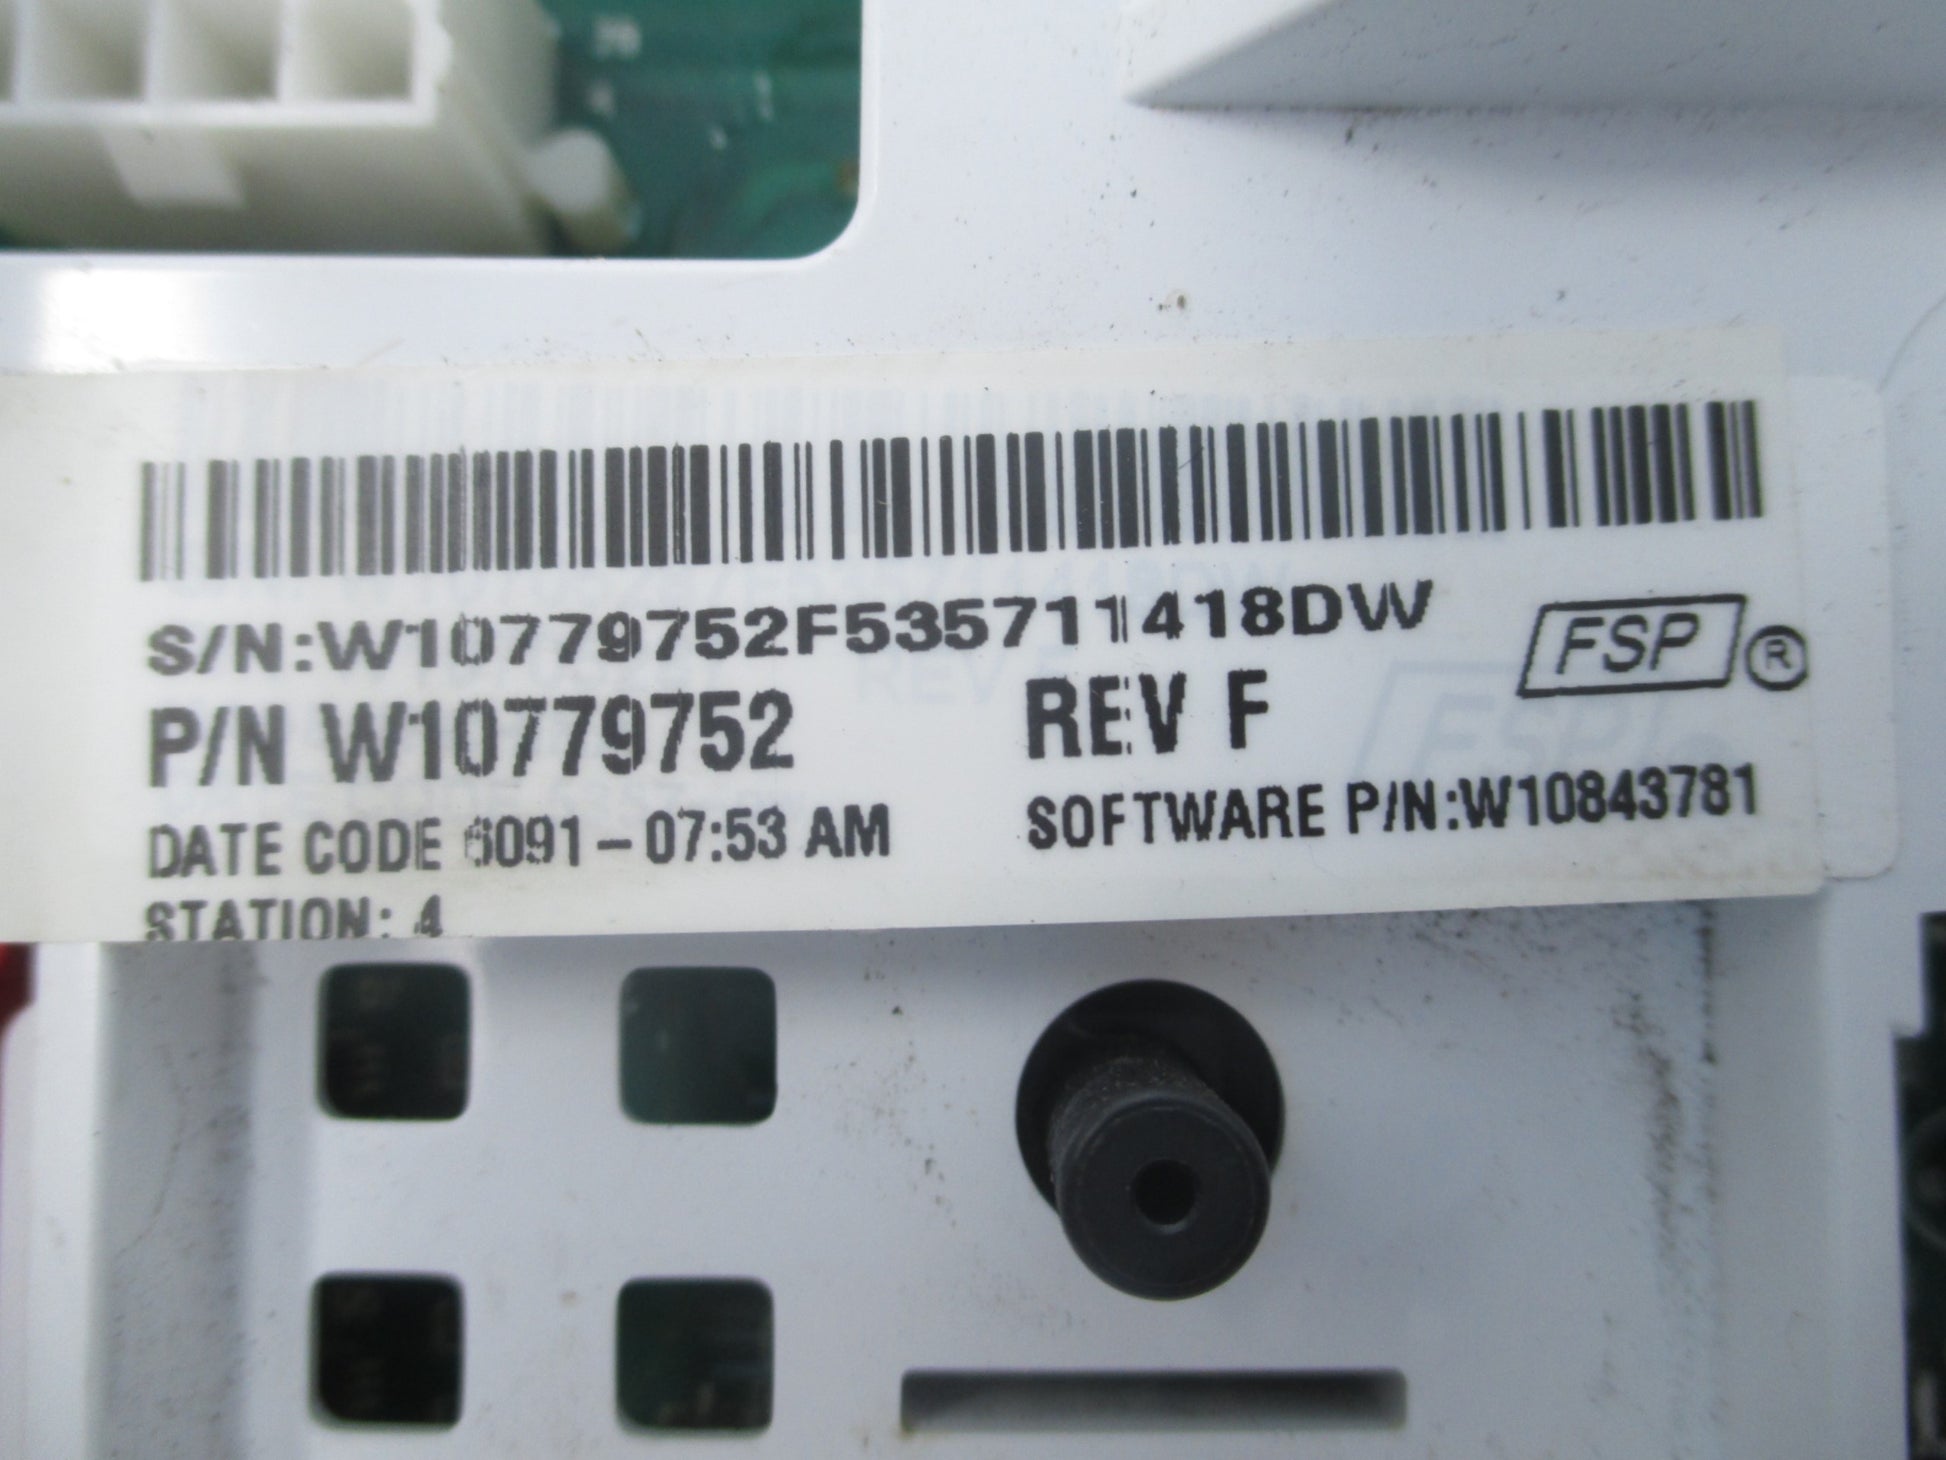 S/N:W10779752F535711418DW
FSP ®
P/N W10779752 REV F
DATE CODE 6091-07:53 AM SOFTWARE P/N:W10843781
STATION: 4